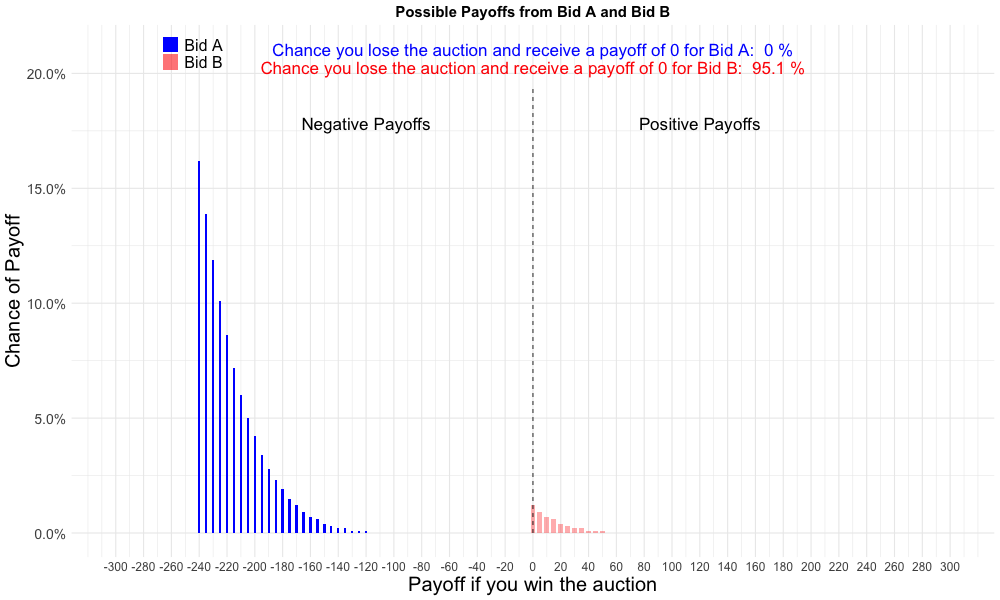 Possible Payoffs from Bid A and Bid B
Bid A
Bid B
Chance you lose the auction and receive a payoff of 0 for Bid A:  0 %
Chance you lose the auction and receive a payoff of 0 for Bid B:  95.1 %
Negative Payoffs
Positive Payoffs
Chance of Payoff
20.0%
15.0%
10.0%
5.0%
0.0%
-300 -280 -260 -240 -220 -200 -180 -160 -140 -120 -100 -80 -60 -40 -20 0 20 40 60 80 100 120 140 160 180 200 220 240 260 280 300
Payoff if you win the auction